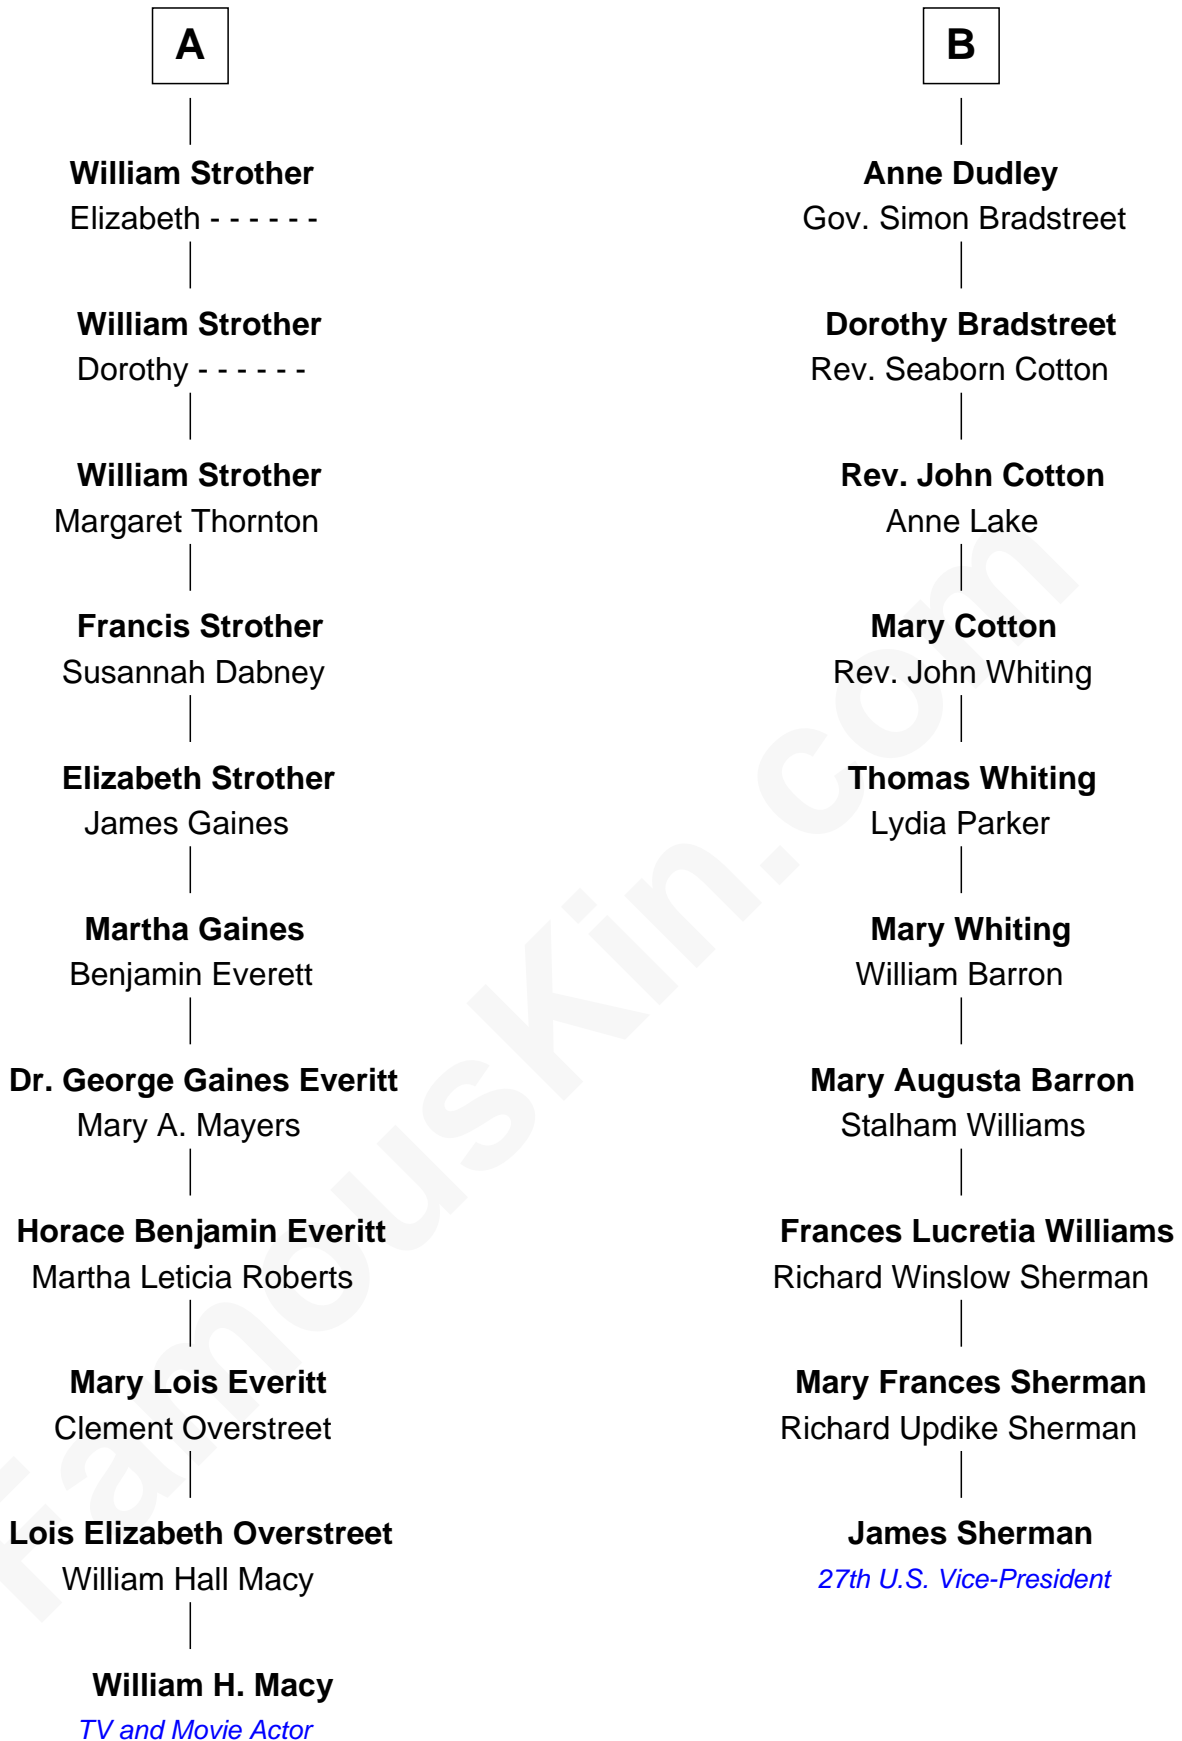 A
William Strother
Elizabeth - - - - - -
William Strother
Dorothy - - - - - -
William Strother
Margaret Thornton
Francis Strother
Susannah Dabney
Elizabeth Strother
James Gaines
Martha Gaines
Benjamin Everett
Dr. George Gaines Everitt
Mary A. Mayers
Horace Benjamin Everitt
Martha Leticia Roberts
Mary Lois Everitt
Clement Overstreet
Lois Elizabeth Overstreet
William Hall Macy
William H. Macy
TV and Movie Actor
B
Anne Dudley
Gov. Simon Bradstreet
Dorothy Bradstreet
Rev. Seaborn Cotton
Rev. John Cotton
Anne Lake
Mary Cotton
Rev. John Whiting
Thomas Whiting
Lydia Parker
Mary Whiting
William Barron
Mary Augusta Barron
Stalham Williams
Frances Lucretia Williams
Richard Winslow Sherman
Mary Frances Sherman
Richard Updike Sherman
James Sherman
27th U.S. Vice-President
FamousKin.com